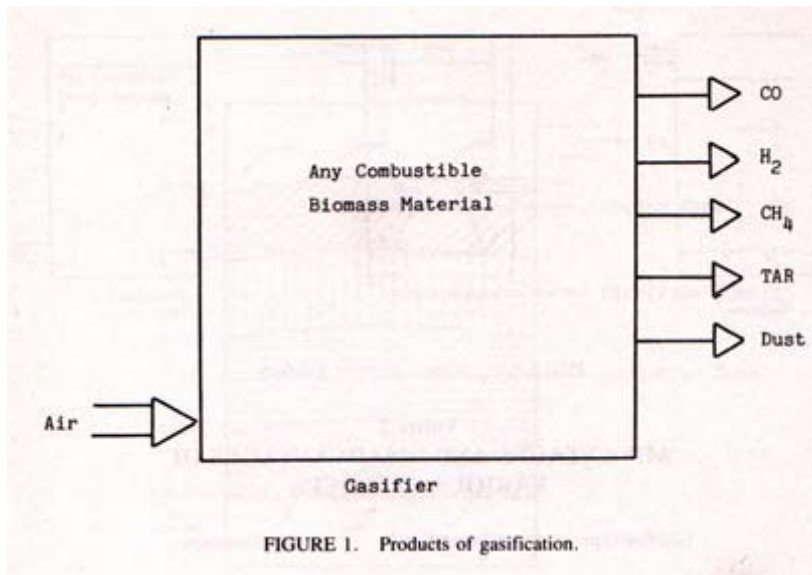 Any Combustible
Biomass Material
CO
H₂
CH₄
TAR
Dust
Air
Gasifier
FIGURE 1. Products of gasification.